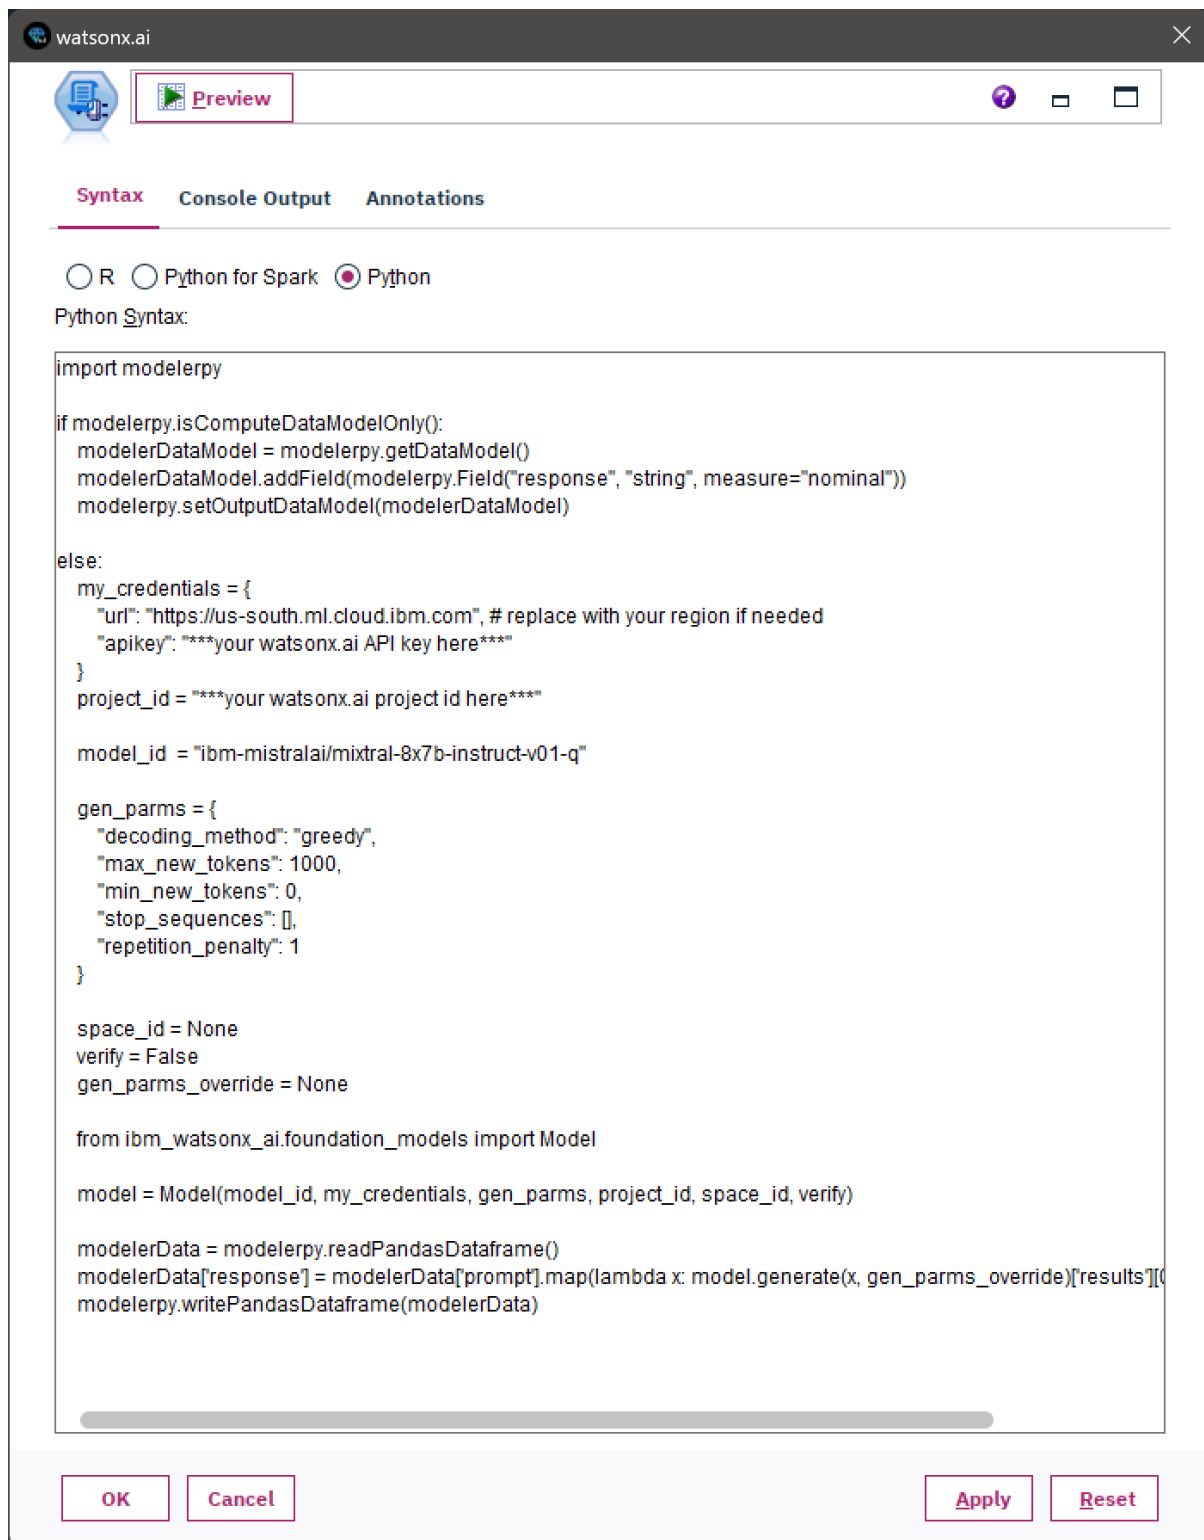 watsonx.ai
Preview
Syntax Console Output Annotations
R Python for Spark Python
Python Syntax:
import modelerpy
if modelerpy.isComputeDataModelOnly():
modelerDataModel = modelerpy.getDataModel()
modelerDataModel.addField(modelerpy.Field("response", "string", measure="nominal"))
modelerpy.setOutputDataModel(modelerDataModel)
else:
my_credentials = {
"url": "https://us-south.ml.cloud.ibm.com", # replace with your region if needed
"apikey": "***your watsonx.ai API key here***"
}
project_id = "***your watsonx.ai project id here***"
model_id  = "ibm-mistralai/mixtral-8x7b-instruct-v01-q"
gen_parms = {
"decoding_method": "greedy",
"max_new_tokens": 1000,
"min_new_tokens": 0,
"stop_sequences": [],
"repetition_penalty": 1
}
space_id = None
verify = False
gen_parms_override = None
from ibm_watsonx_ai.foundation_models import Model
model = Model(model_id, my_credentials, gen_parms, project_id, space_id, verify)
modelerData = modelerpy.readPandasDataframe()
modelerData['response'] = modelerData['prompt'].map(lambda x: model.generate(x, gen_parms_override)['results'][
modelerpy.writePandasDataframe(modelerData)
OK Cancel Apply Reset